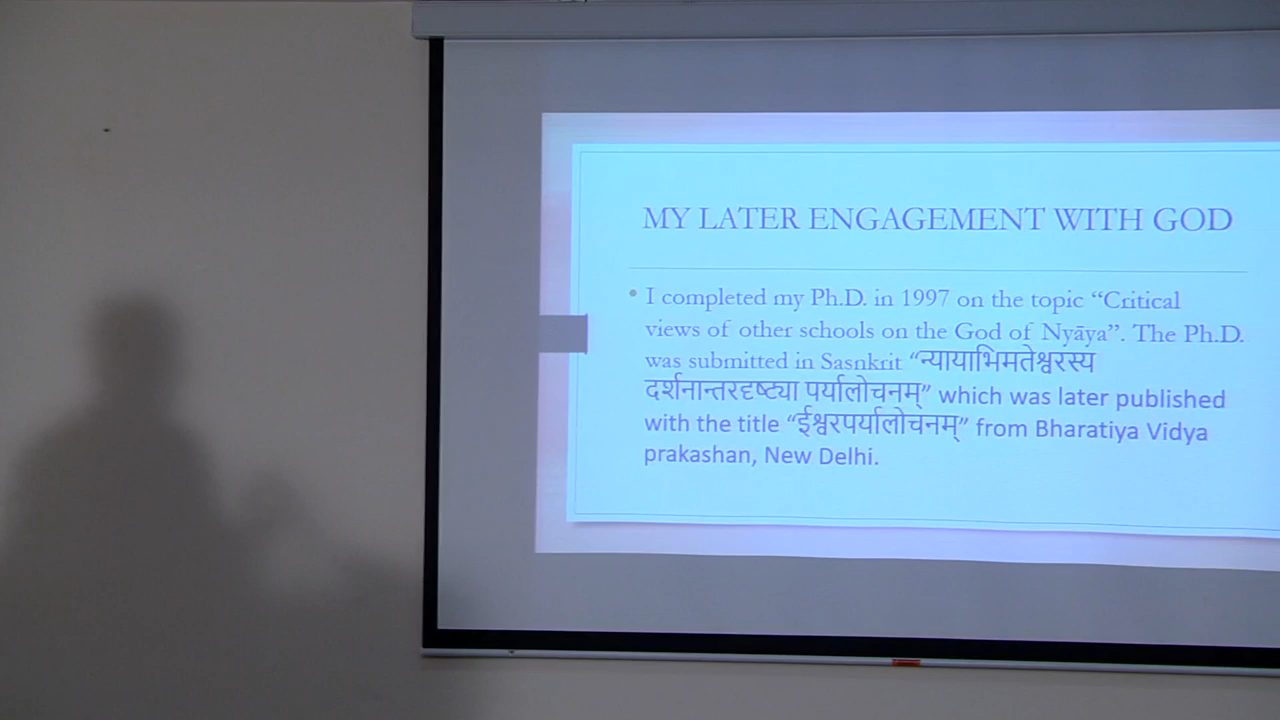 MY LATER ENGAGEMENT WITH GOD
• I completed my Ph.D. in 1997 on the topic “Critical
views of other schools on the God of Nyāya”. The Ph.D.
was submitted in Sasnkrit “न्यायाभिमतेश्वरस्य
दर्शनान्तरदृष्ट्या पर्यालोचनम्” which was later published
with the title “ईश्वरपर्यालोचनम्” from Bharatiya Vidya
prakashan, New Delhi.